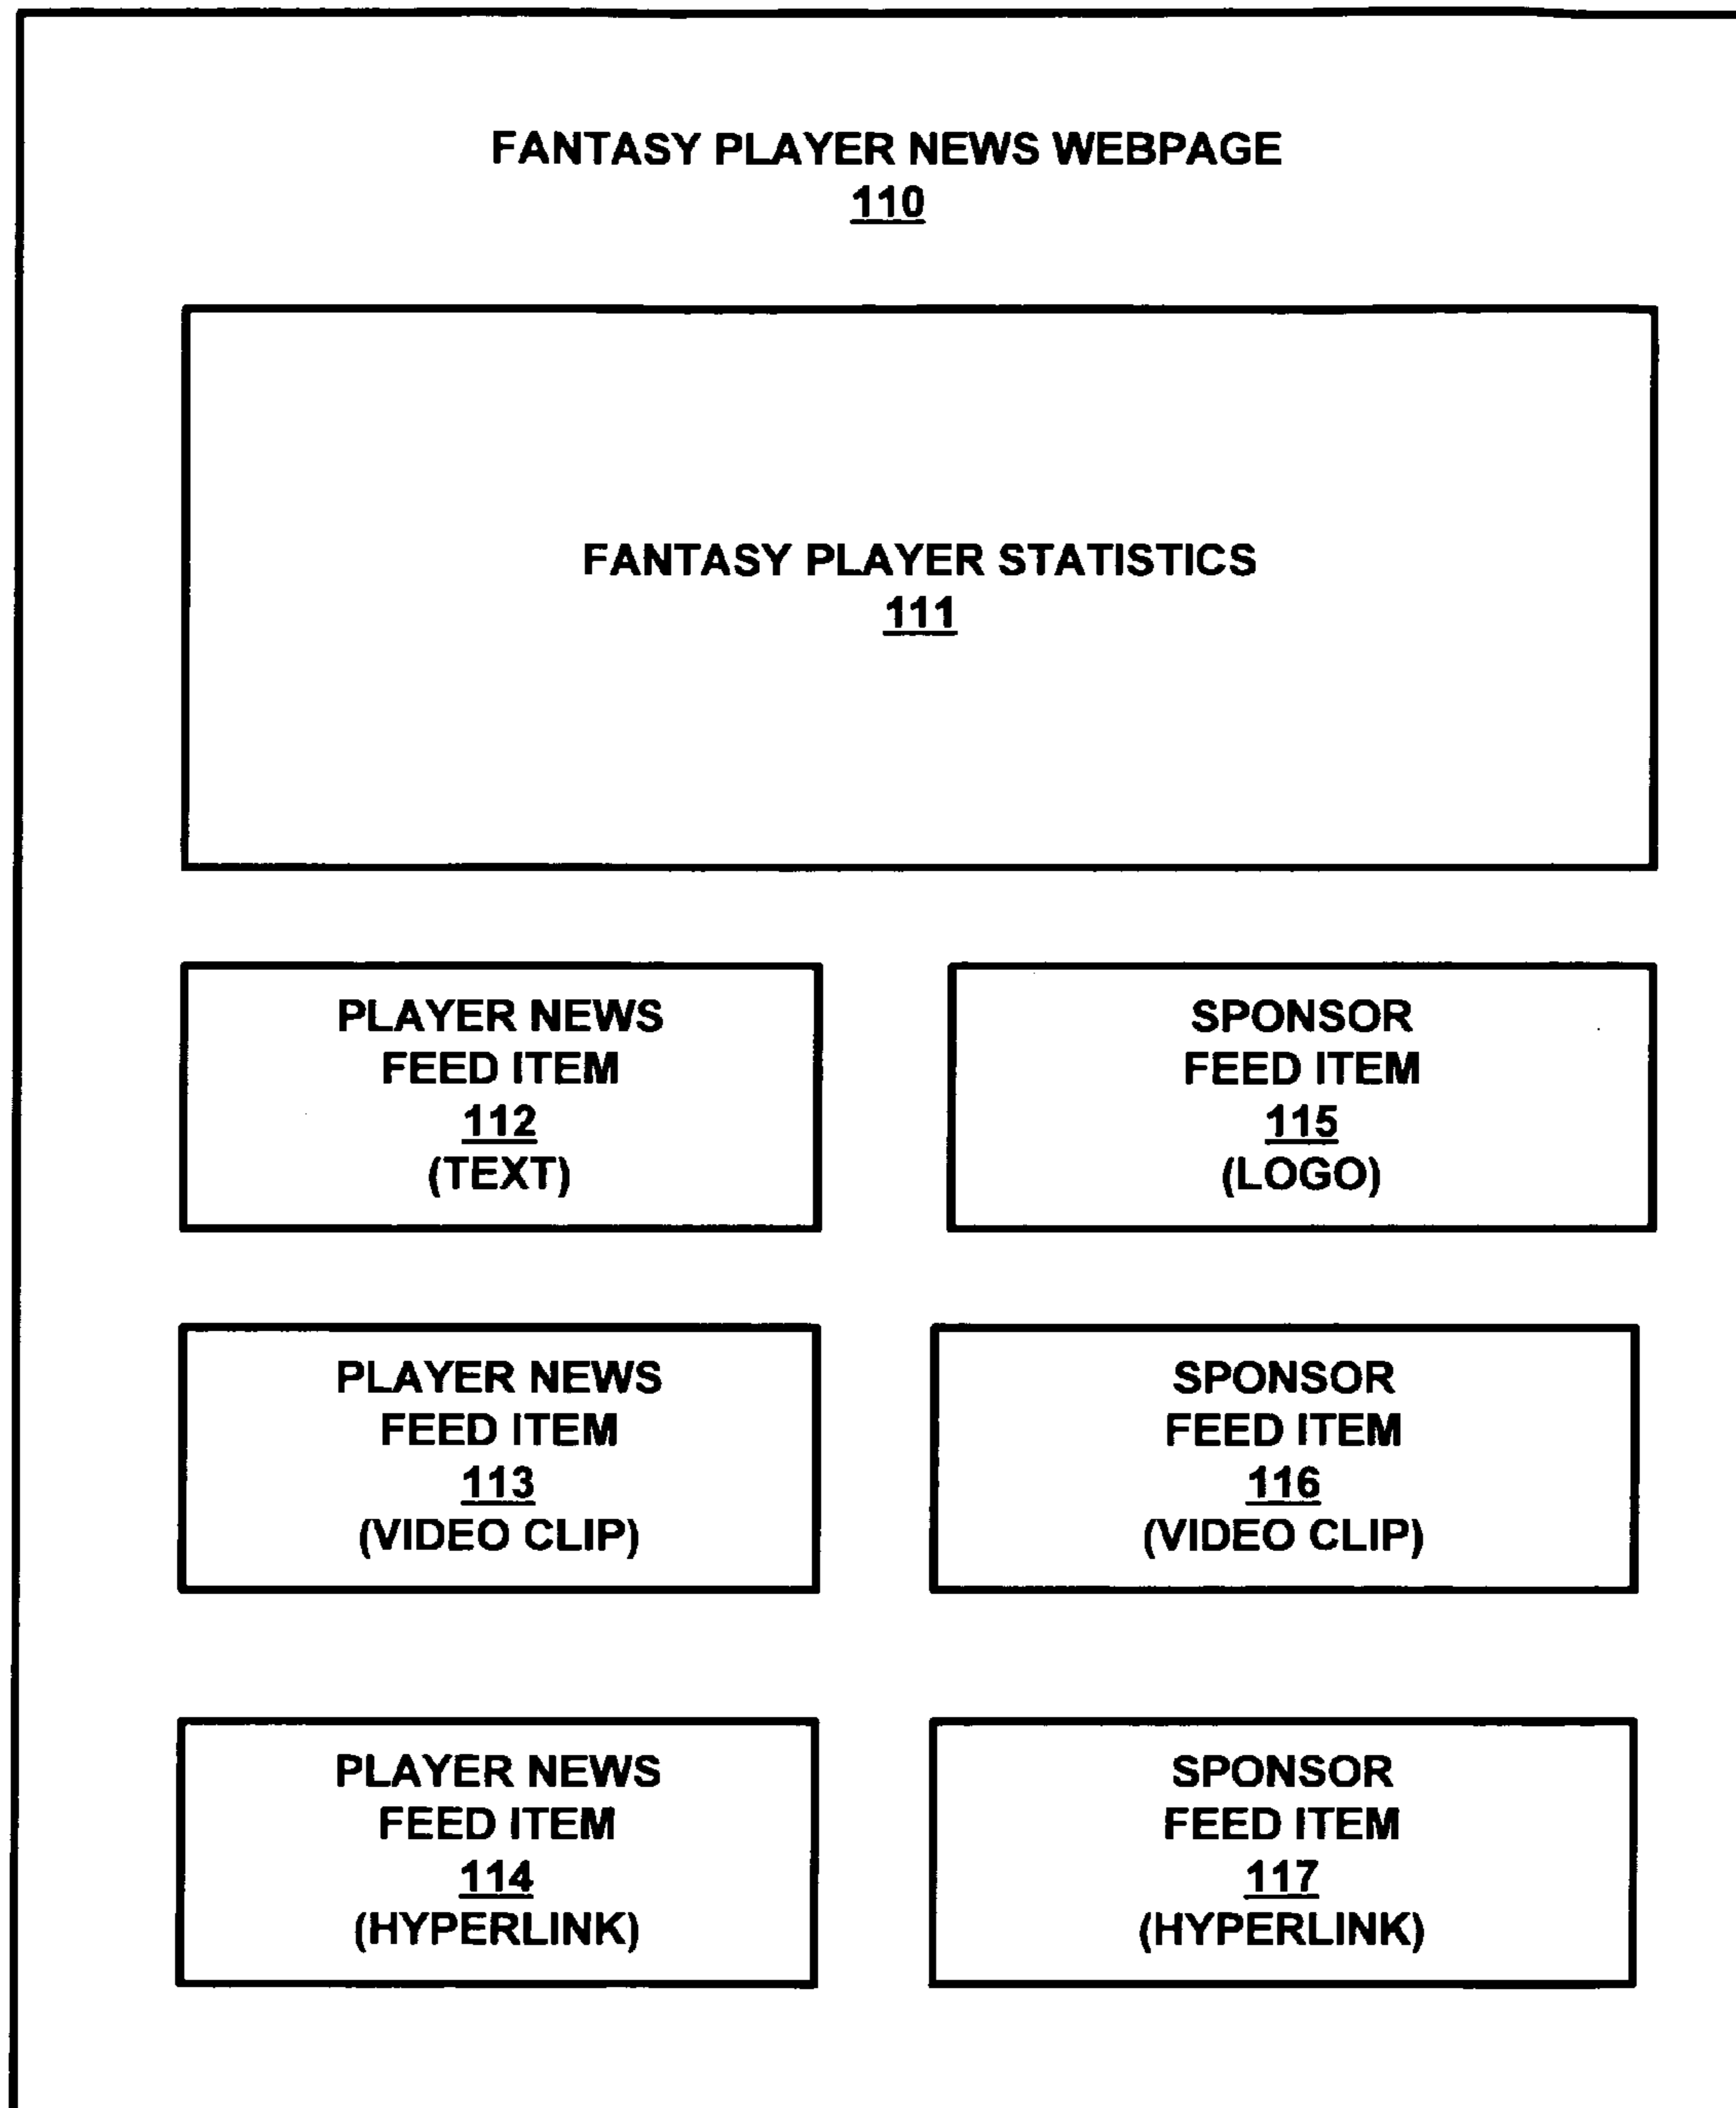 FANTASY PLAYER NEWS WEBPAGE
110
FANTASY PLAYER STATISTICS
111
PLAYER NEWS
FEED ITEM
112
(TEXT)
SPONSOR
FEED ITEM
115
(LOGO)
PLAYER NEWS
FEED ITEM
113
(VIDEO CLIP)
SPONSOR
FEED ITEM
116
(VIDEO CLIP)
PLAYER NEWS
FEED ITEM
114
(HYPERLINK)
SPONSOR
FEED ITEM
117
(HYPERLINK)